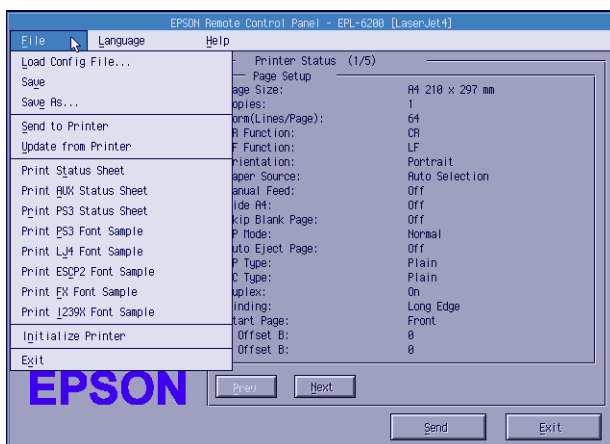 EPSON Remote Control Panel - EPL-6200 [LaserJet4]
File Language Help
Load Config File...
Save
Save As...
Send to Printer
Update from Printer
Print Status Sheet
Print AUX Status Sheet
Print PS3 Status Sheet
Print PS3 Font Sample
Print LJ4 Font Sample
Print ESCP2 Font Sample
Print FX Font Sample
Print I239X Font Sample
Initialize Printer
Exit
Printer Status (1/5)
Page Setup
age Size: A4 210 x 297 mm
opies: 1
orm(Lines/Page): 64
R Function: CR
F Function: LF
rientation: Portrait
aper Source: Auto Selection
anual Feed: Off
ide A4: Off
kip Blank Page: Off
P Mode: Normal
uto Eject Page: Off
P Type: Plain
C Type: Plain
uplex: On
inding: Long Edge
tart Page: Front
Offset B: 0
Offset B: 0
EPSON
Prev Next
Send Exit